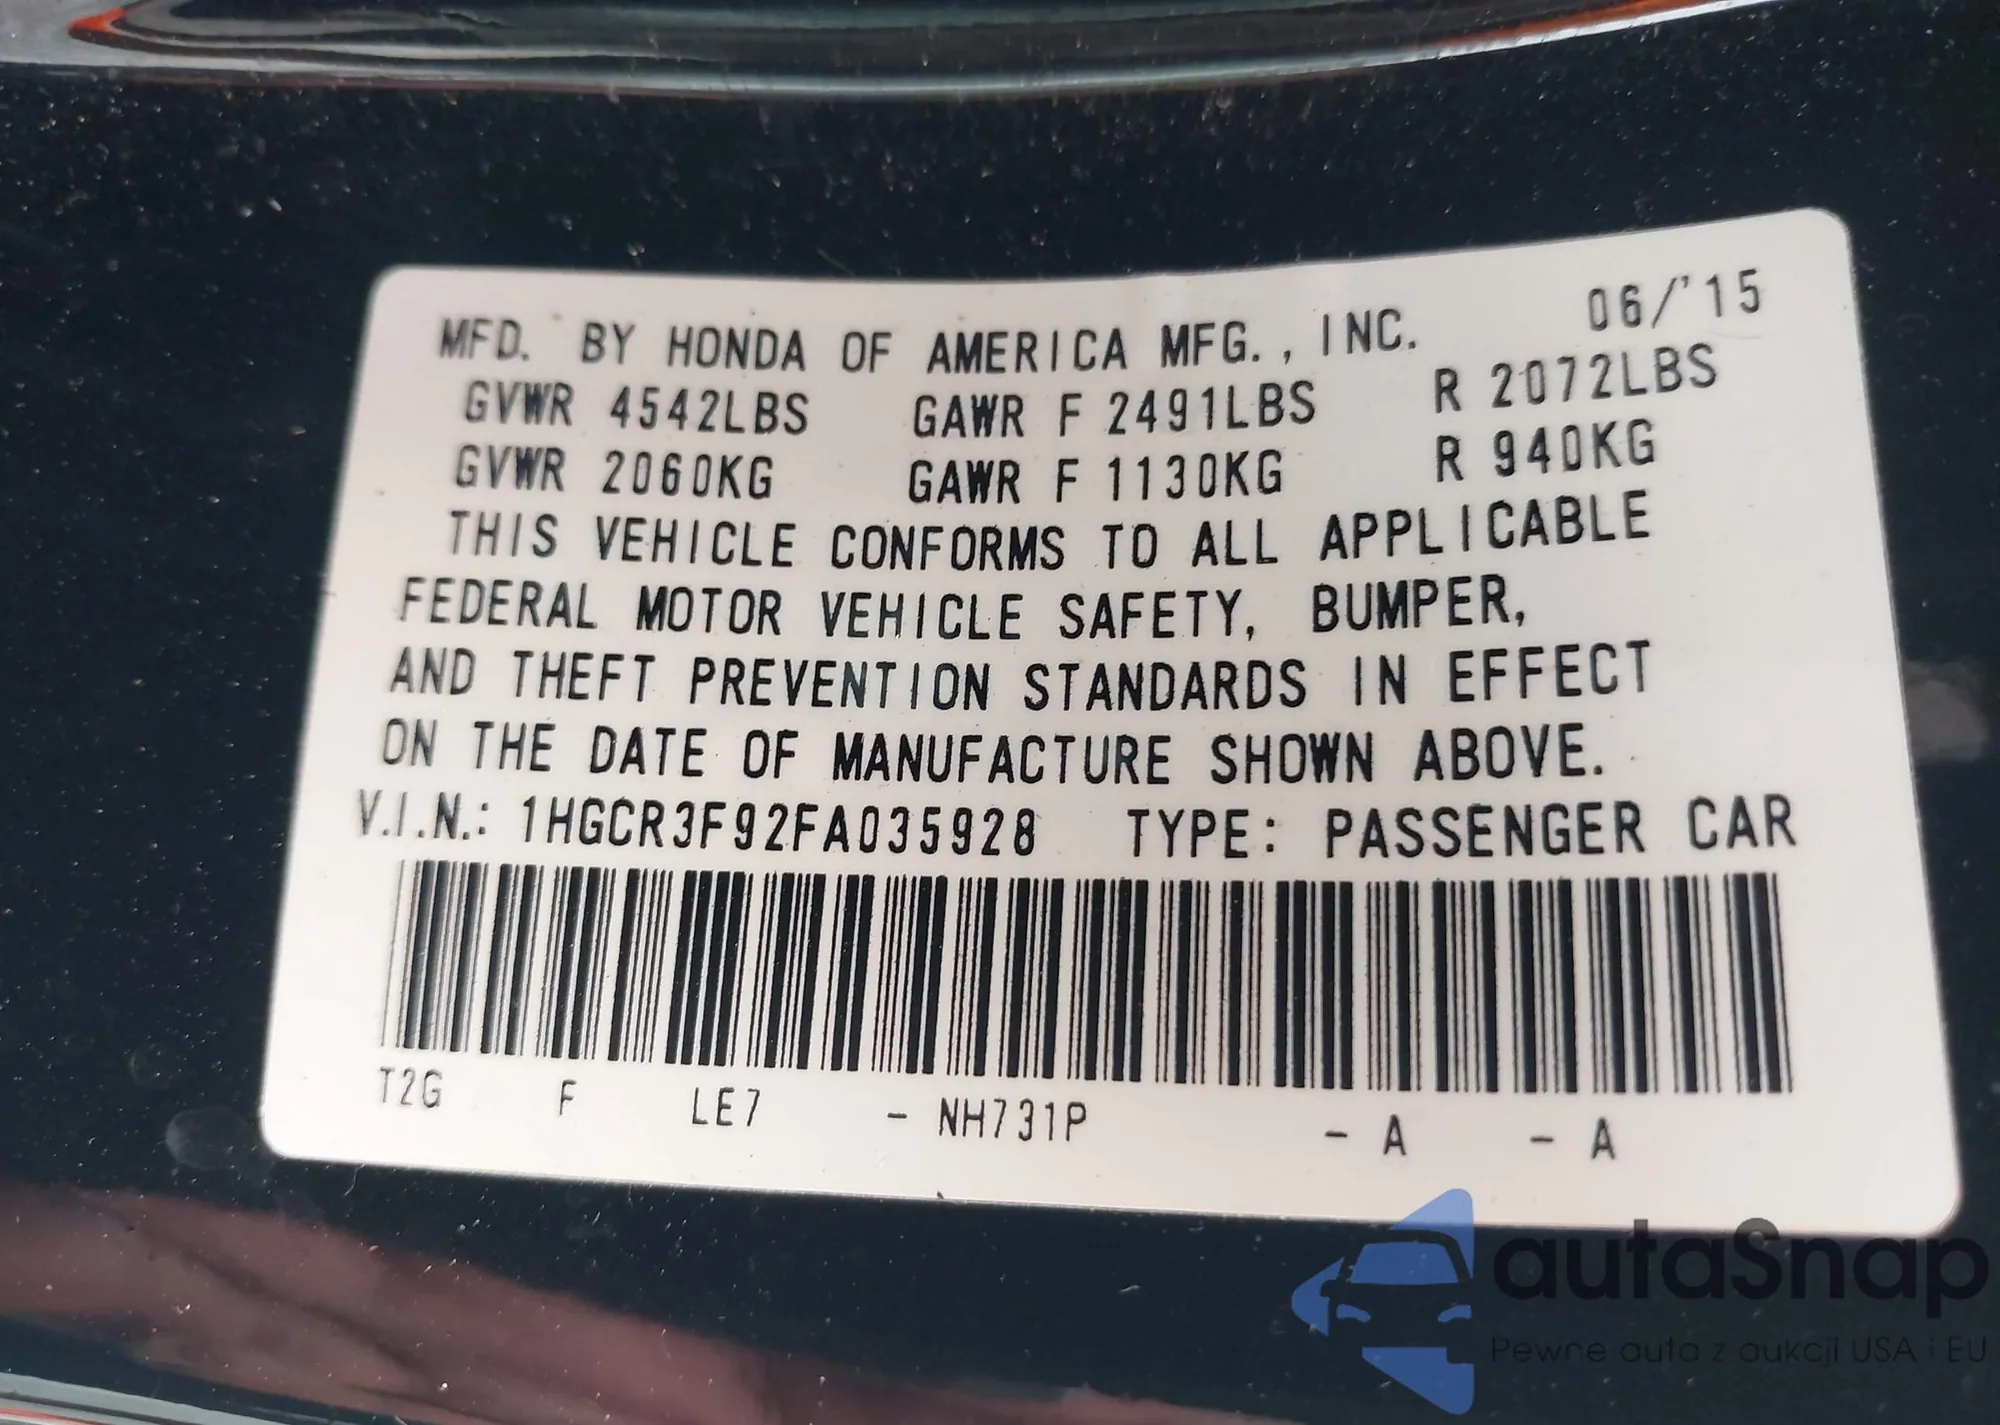 MFD. BY HONDA OF AMERICA MFG., INC. 06/'15
GVWR 4542LBS GAWR F 2491LBS R 2072LBS
GVWR 2060KG GAWR F 1130KG R 940KG
THIS VEHICLE CONFORMS TO ALL APPLICABLE
FEDERAL MOTOR VEHICLE SAFETY, BUMPER,
AND THEFT PREVENTION STANDARDS IN EFFECT
ON THE DATE OF MANUFACTURE SHOWN ABOVE.
V.I.N.: 1HGCR3F92FA035928 TYPE: PASSENGER CAR
T2G F LE7 - NH731P - A - A
autaSnap
Pewne auta z aukcji USA i EU